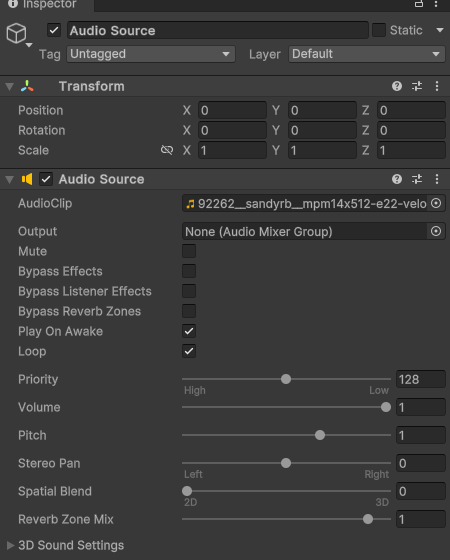 Inspector
Audio Source
Static
Tag Untagged Layer Default
Transform
Position X 0 Y 0 Z 0
Rotation X 0 Y 0 Z 0
Scale X 1 Y 1 Z 1
Audio Source
AudioClip 92262__sandyrb__mpm14x512-e22-velo
Output None (Audio Mixer Group)
Mute
Bypass Effects
Bypass Listener Effects
Bypass Reverb Zones
Play On Awake
Loop
Priority 128
High Low
Volume 1
Pitch 1
Stereo Pan 0
Left Right
Spatial Blend 0
2D 3D
Reverb Zone Mix 1
3D Sound Settings